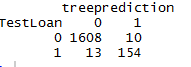 treeprediction
TestLoan 0 1
0 1608 10
1 13 154